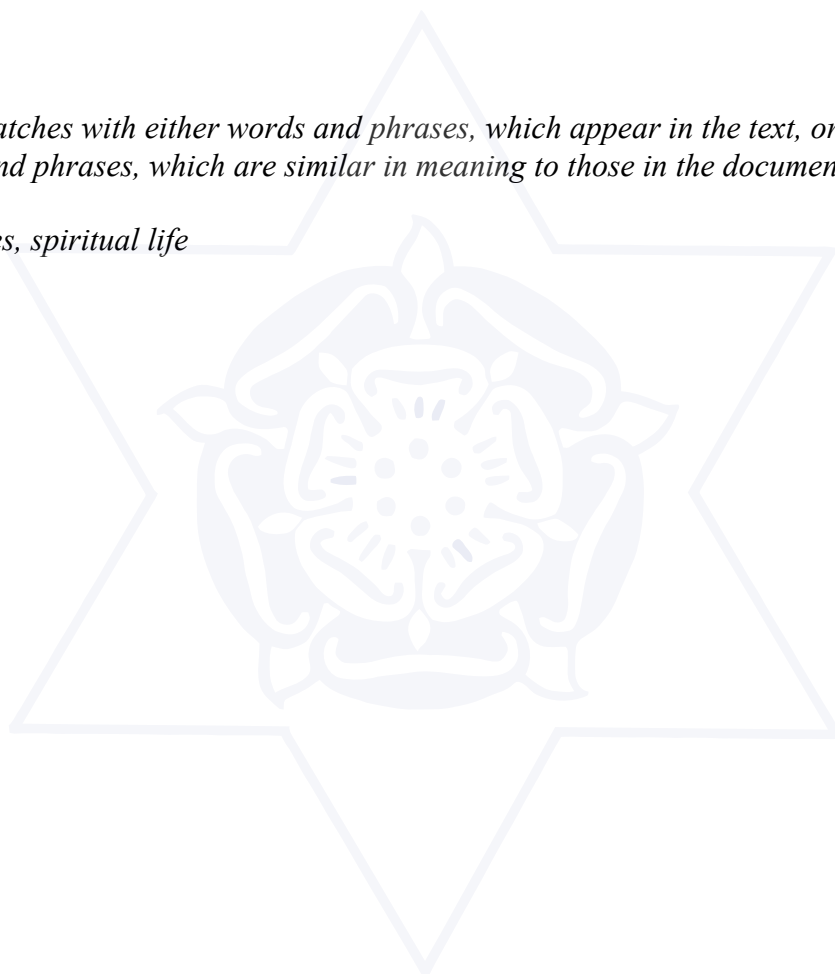 atches with either words and phrases, which appear in the text, or
nd phrases, which are similar in meaning to those in the documen
es, spiritual life